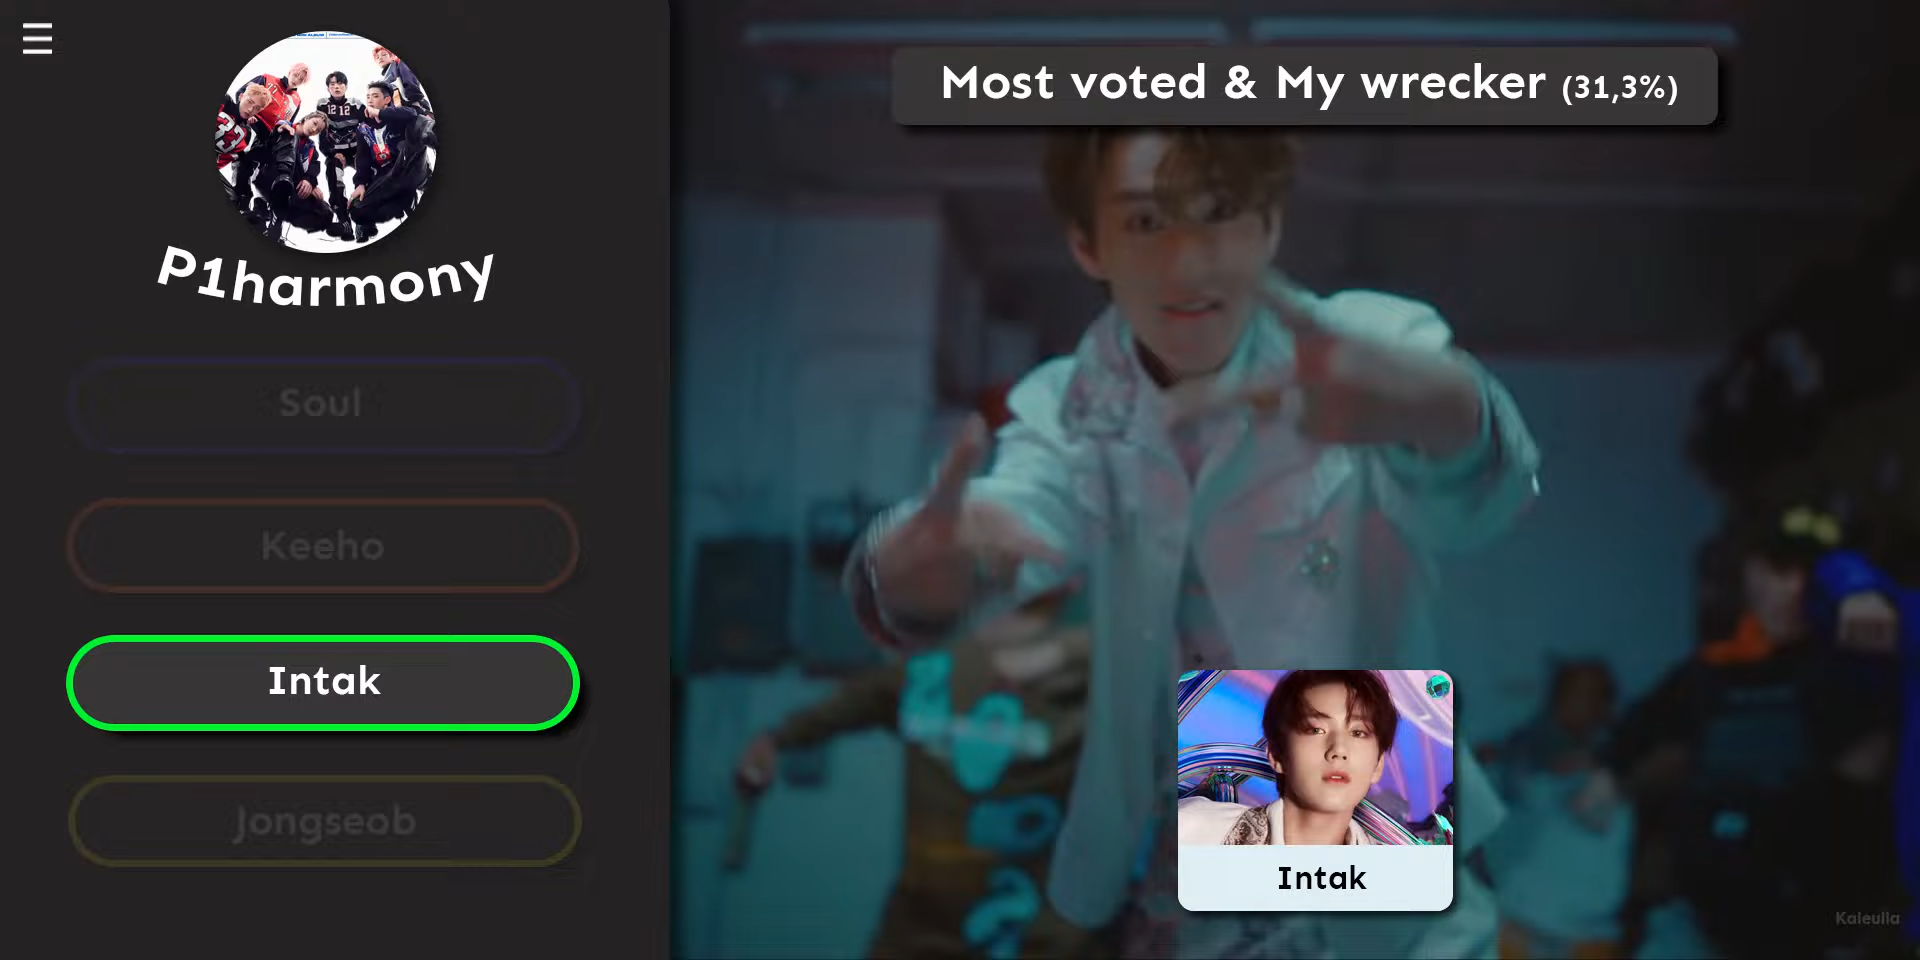 Most voted & My wrecker (31,3%)
P1harmony
Soul
Keeho
Intak
Jongseob
Intak
Kaleulla